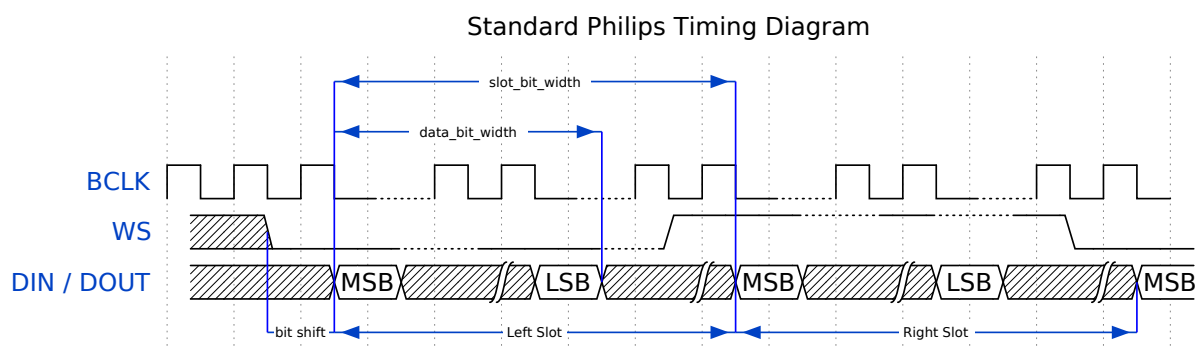 Standard Philips Timing Diagram
slot_bit_width
data_bit_width
BCLK
WS
DIN / DOUT
MSB
LSB
MSB
LSB
MSB
bit shift
Left Slot
Right Slot